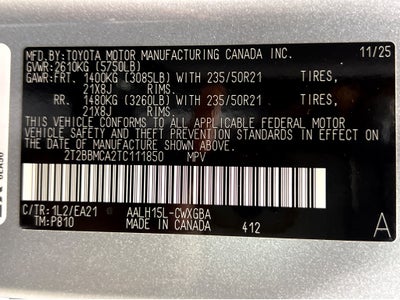 MFD.BY:TOYOTA MOTOR MANUFACTURING CANADA INC. 11/25
GVWR:2610KG (5750LB)
GAWR:FRT 1400KG (3085LB) WITH 235/50R21 TIRES,
21X8J RIMS.
RR. 1480KG (3260LB) WITH 235/50R21 TIRES,
21X8J RIMS.
THIS VEHICLE CONFORMS TO ALL APPLICABLE FEDERAL MOTOR
VEHICLE SAFETY AND THEFT PREVENTION STANDARDS IN EFFECT ON
THE DATE OF MANUFACTURE SHOWN ABOVE.
2T2BBMCA2TC111850 MPV
C/TR:1L2/EA21 AALH15L-CWXGBA
TM:P810 MADE IN CANADA 412 A